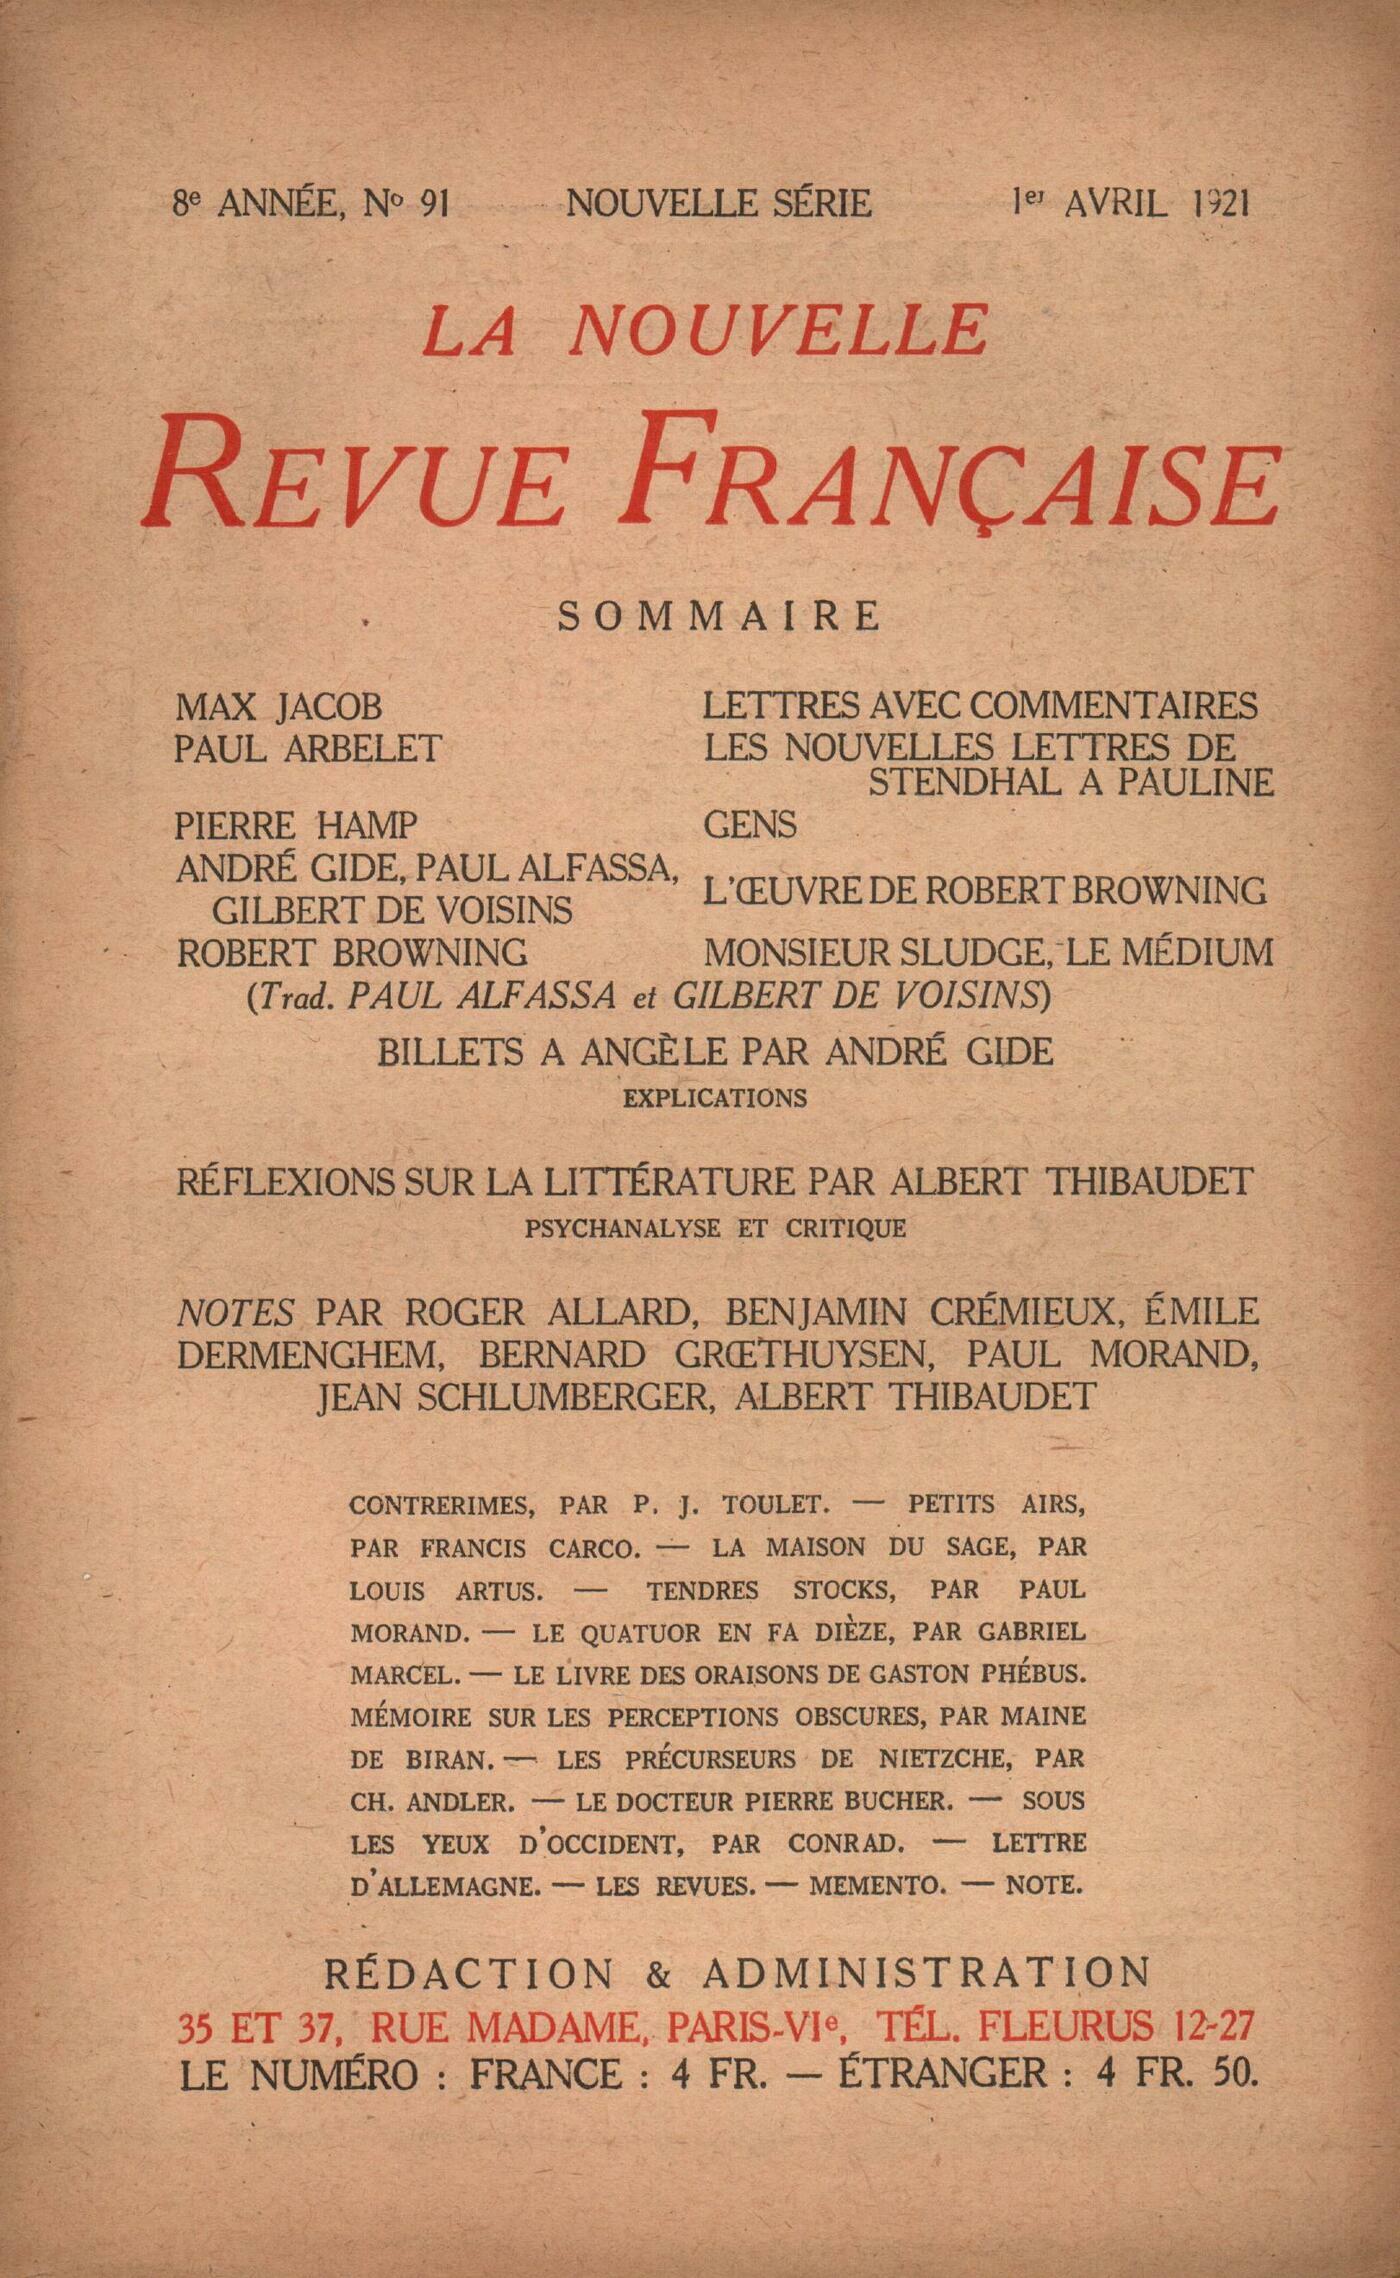 8e ANNÉE, No 91 NOUVELLE SÉRIE 1er AVRIL 1921
LA NOUVELLE
REVUE FRANÇAISE
SOMMAIRE
MAX JACOB LETTRES AVEC COMMENTAIRES
PAUL ARBELET LES NOUVELLES LETTRES DE
STENDHAL A PAULINE
PIERRE HAMP GENS
ANDRÉ GIDE, PAUL ALFASSA,
GILBERT DE VOISINS L'ŒUVRE DE ROBERT BROWNING
ROBERT BROWNING MONSIEUR SLUDGE, LE MÉDIUM
(Trad. PAUL ALFASSA et GILBERT DE VOISINS)
BILLETS A ANGÈLE PAR ANDRÉ GIDE
EXPLICATIONS
RÉFLEXIONS SUR LA LITTÉRATURE PAR ALBERT THIBAUDET
PSYCHANALYSE ET CRITIQUE
NOTES PAR ROGER ALLARD, BENJAMIN CRÉMIEUX, ÉMILE
DERMENGHEM, BERNARD GRŒTHUYSEN, PAUL MORAND,
JEAN SCHLUMBERGER, ALBERT THIBAUDET
CONTRERIMES, PAR P. J. TOULET. — PETITS AIRS,
PAR FRANCIS CARCO. — LA MAISON DU SAGE, PAR
LOUIS ARTUS. — TENDRES STOCKS, PAR PAUL
MORAND. — LE QUATUOR EN FA DIÈZE, PAR GABRIEL
MARCEL. — LE LIVRE DES ORAISONS DE GASTON PHÉBUS.
MÉMOIRE SUR LES PERCEPTIONS OBSCURES, PAR MAINE
DE BIRAN. — LES PRÉCURSEURS DE NIETZCHE, PAR
CH. ANDLER. — LE DOCTEUR PIERRE BUCHER. — SOUS
LES YEUX D'OCCIDENT, PAR CONRAD. — LETTRE
D'ALLEMAGNE. — LES REVUES. — MEMENTO. — NOTE.
RÉDACTION & ADMINISTRATION
35 ET 37, RUE MADAME, PARIS-VIe, TÉL. FLEURUS 12-27
LE NUMÉRO : FRANCE : 4 FR. — ÉTRANGER : 4 FR. 50.